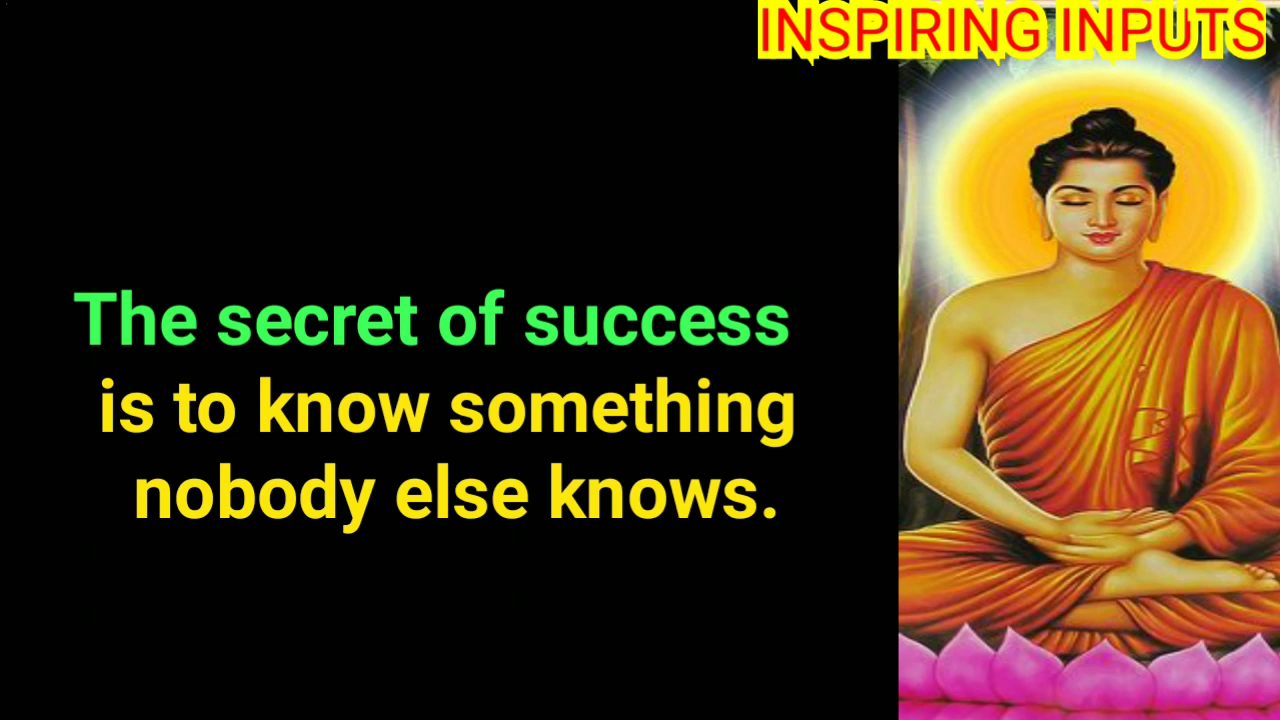 INSPIRING INPUTS
The secret of success
is to know something
nobody else knows.